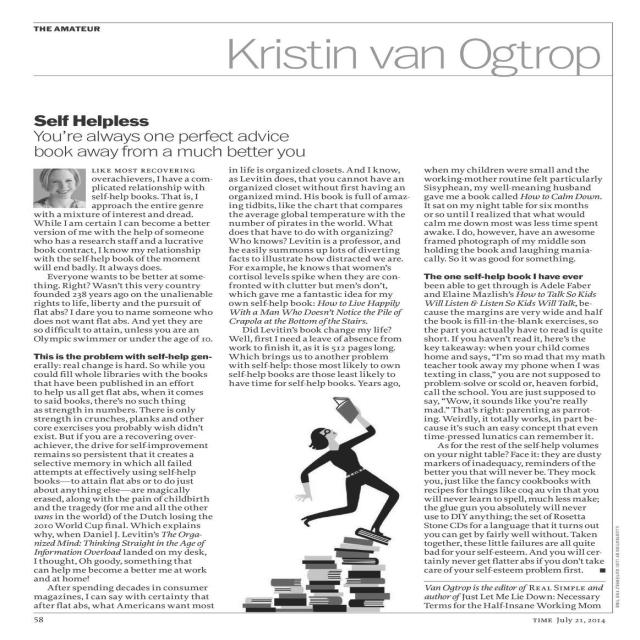 THE AMATEUR
Kristin van Ogtrop
Self Helpless
You're always one perfect advice
book away from a much better you
LIKE MOST RECOVERING
overachievers, I have a com-
plicated relationship with
self-help books. That is, I
approach the entire genre
with a mixture of interest and dread.
While I am certain I can become a better
version of me with the help of someone
who has a research staff and a lucrative
book contract, I know my relationship
with the self-help book of the moment
will end badly. It always does.
Everyone wants to be better at some-
thing. Right? Wasn't this very country
founded 238 years ago on the unalienable
rights to life, liberty and the pursuit of
flat abs? I dare you to name someone who
does not want flat abs. And yet they are
so difficult to attain, unless you are an
Olympic swimmer or under the age of 10.
This is the problem with self-help gen-
erally: real change is hard. So while you
could fill whole libraries with the books
that have been published in an effort
to help us all get flat abs, when it comes
to said books, there's no such thing
as strength in numbers. There is only
strength in crunches, planks and other
core exercises you probably wish didn't
exist. But if you are a recovering over-
achiever, the drive for self-improvement
remains so persistent that it creates a
selective memory in which all failed
attempts at effectively using self-help
books—to attain flat abs or to do just
about anything else—are magically
erased, along with the pain of childbirth
and the tragedy (for me and all the other
vans in the world) of the Dutch losing the
2010 World Cup final. Which explains
why, when Daniel J. Levitin's The Orga-
nized Mind: Thinking Straight in the Age of
Information Overload landed on my desk,
I thought, Oh goody, something that
can help me become a better me at work
and at home!
After spending decades in consumer
magazines, I can say with certainty that
after flat abs, what Americans want most
in life is organized closets. And I know,
as Levitin does, that you cannot have an
organized closet without first having an
organized mind. His book is full of amaz-
ing tidbits, like the chart that compares
the average global temperature with the
number of pirates in the world. What
does that have to do with organizing?
Who knows? Levitin is a professor, and
he easily summons up lots of diverting
facts to illustrate how distracted we are.
For example, he knows that women's
cortisol levels spike when they are con-
fronted with clutter but men's don't,
which gave me a fantastic idea for my
own self-help book: How to Live Happily
With a Man Who Doesn't Notice the Pile of
Crapola at the Bottom of the Stairs.
Did Levitin's book change my life?
Well, first I need a leave of absence from
work to finish it, as it is 512 pages long.
Which brings us to another problem
with self-help: those most likely to own
self-help books are those least likely to
have time for self-help books. Years ago,
when my children were small and the
working-mother routine felt particularly
Sisyphean, my well-meaning husband
gave me a book called How to Calm Down.
It sat on my night table for six months
or so until I realized that what would
calm me down most was less time spent
awake. I do, however, have an awesome
framed photograph of my middle son
holding the book and laughing mania-
cally. So it was good for something.
The one self-help book I have ever
been able to get through is Adele Faber
and Elaine Mazlish's How to Talk So Kids
Will Listen & Listen So Kids Will Talk, be-
cause the margins are very wide and half
the book is fill-in-the-blank exercises, so
the part you actually have to read is quite
short. If you haven't read it, here's the
key takeaway: when your child comes
home and says, "I'm so mad that my math
teacher took away my phone when I was
texting in class," you are not supposed to
problem-solve or scold or, heaven forbid,
call the school. You are just supposed to
say, "Wow, it sounds like you're really
mad." That's right: parenting as parrot-
ing. Weirdly, it totally works, in part be-
cause it's such an easy concept that even
time-pressed lunatics can remember it.
As for the rest of the self-help volumes
on your night table? Face it: they are dusty
markers of inadequacy, reminders of the
better you that will never be. They mock
you, just like the fancy cookbooks with
recipes for things like coq au vin that you
will never learn to spell, much less make;
the glue gun you absolutely will never
use to DIY anything; the set of Rosetta
Stone CDs for a language that it turns out
you can get by fairly well without. Taken
together, these little failures are all quite
bad for your self-esteem. And you will cer-
tainly never get flatter abs if you don't take
care of your self-esteem problem first.
Van Ogtrop is the editor of REAL SIMPLE and
author of Just Let Me Lie Down: Necessary
Terms for the Half-Insane Working Mom
58
TIME July 21, 2014